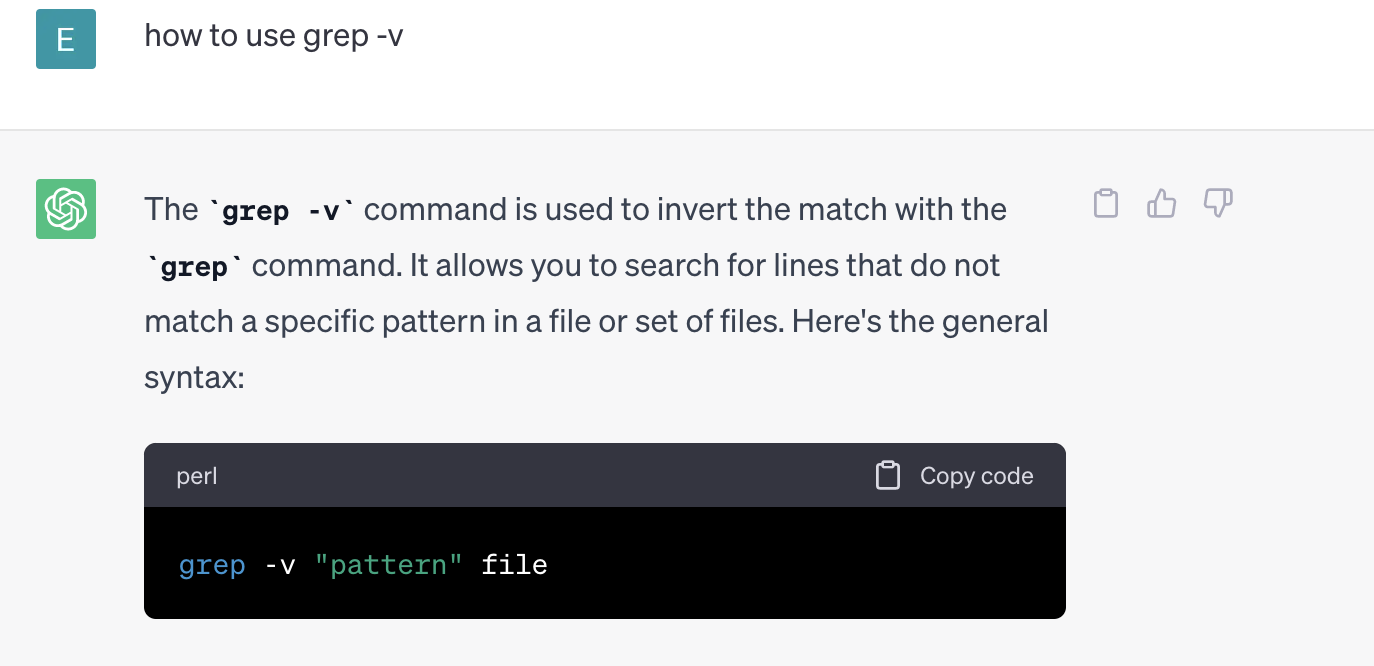 E
how to use grep -v
The `grep -v` command is used to invert the match with the
`grep` command. It allows you to search for lines that do not
match a specific pattern in a file or set of files. Here's the general
syntax:
perl
Copy code
grep -v "pattern" file